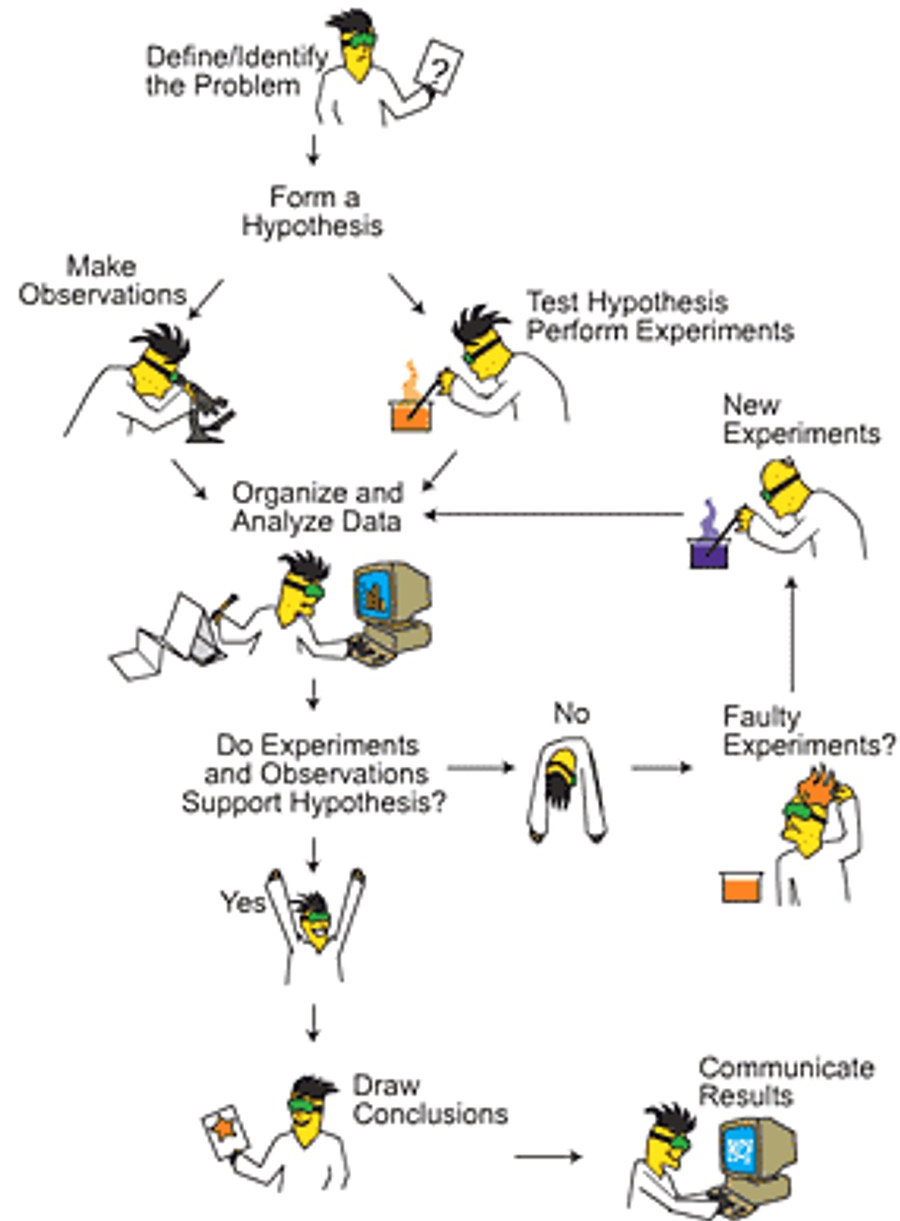 Define/Identify
the Problem
?
Form a
Hypothesis
Make
Observations
Test Hypothesis
Perform Experiments
New
Experiments
Organize and
Analyze Data
No
Faulty
Experiments?
Do Experiments
and Observations
Support Hypothesis?
Yes
Draw
Conclusions
Communicate
Results